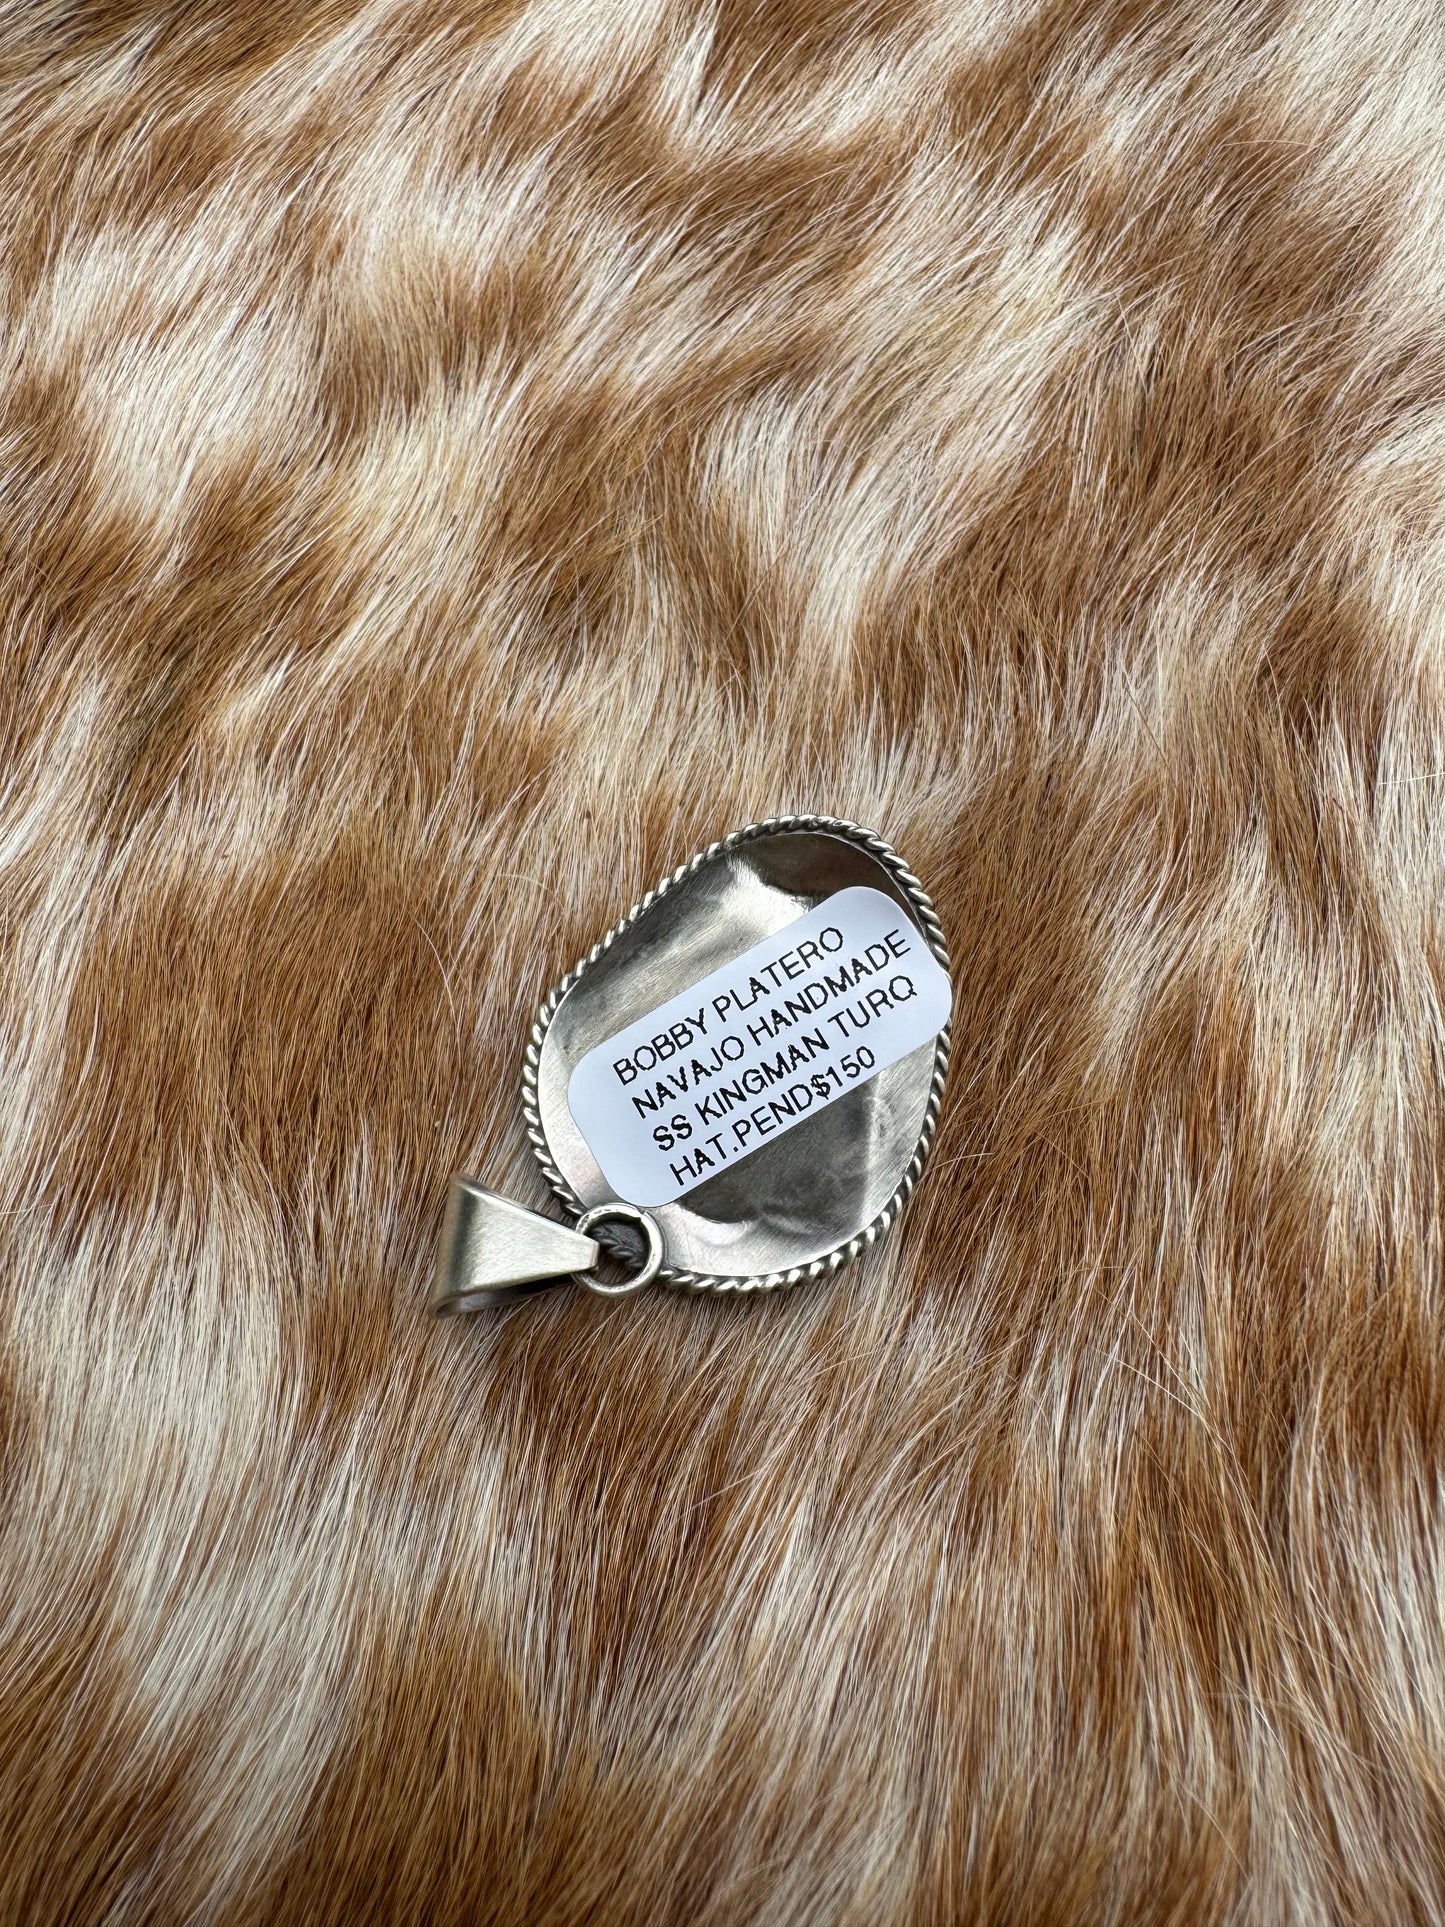 BOBBY PLATERO
NAVAJO HANDMADE
SS KINGMAN TURQ
HAT.PEND$150